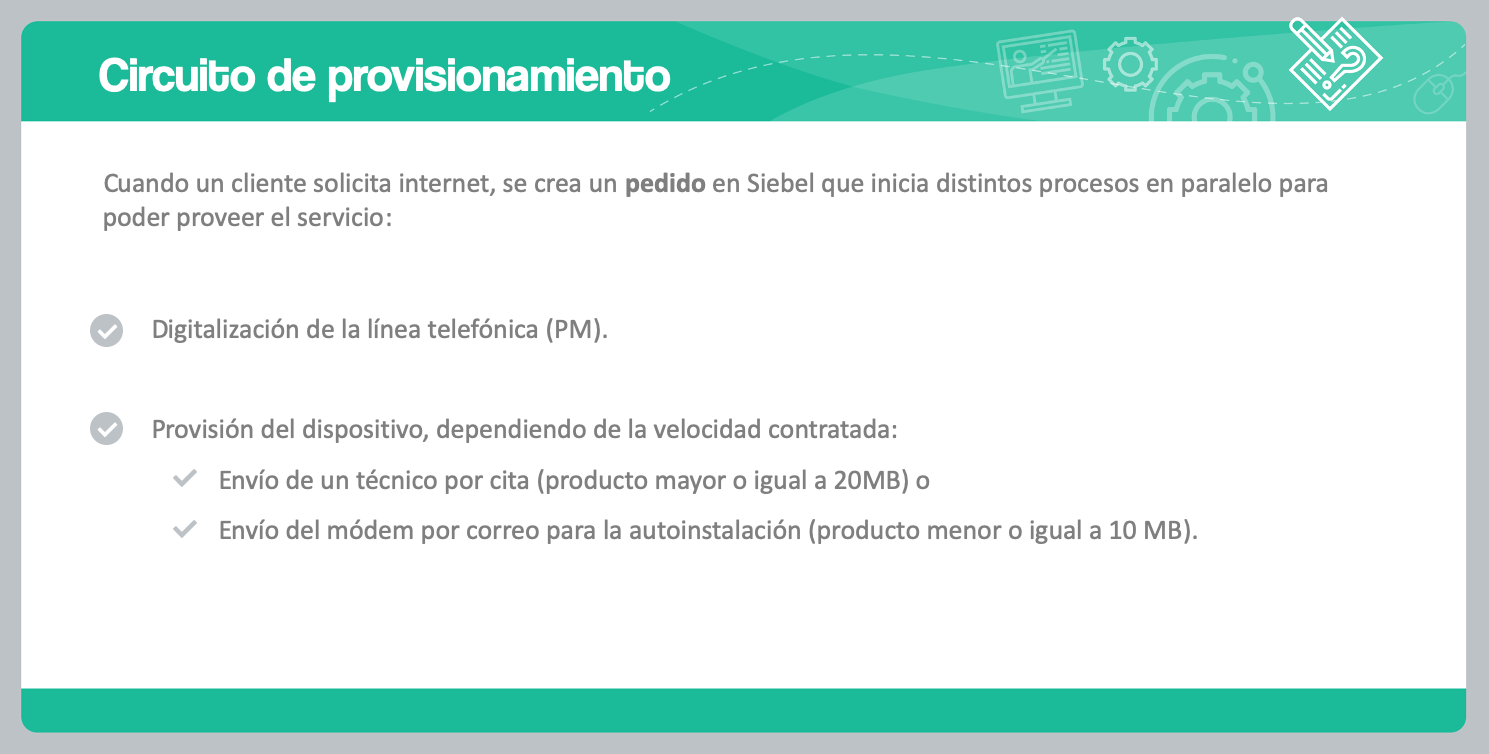 Circuito de provisionamiento
Cuando un cliente solicita internet, se crea un pedido en Siebel que inicia distintos procesos en paralelo para
poder proveer el servicio:
Digitalización de la línea telefónica (PM).
Provisión del dispositivo, dependiendo de la velocidad contratada:
Envío de un técnico por cita (producto mayor o igual a 20MB) o
Envío del módem por correo para la autoinstalación (producto menor o igual a 10 MB).